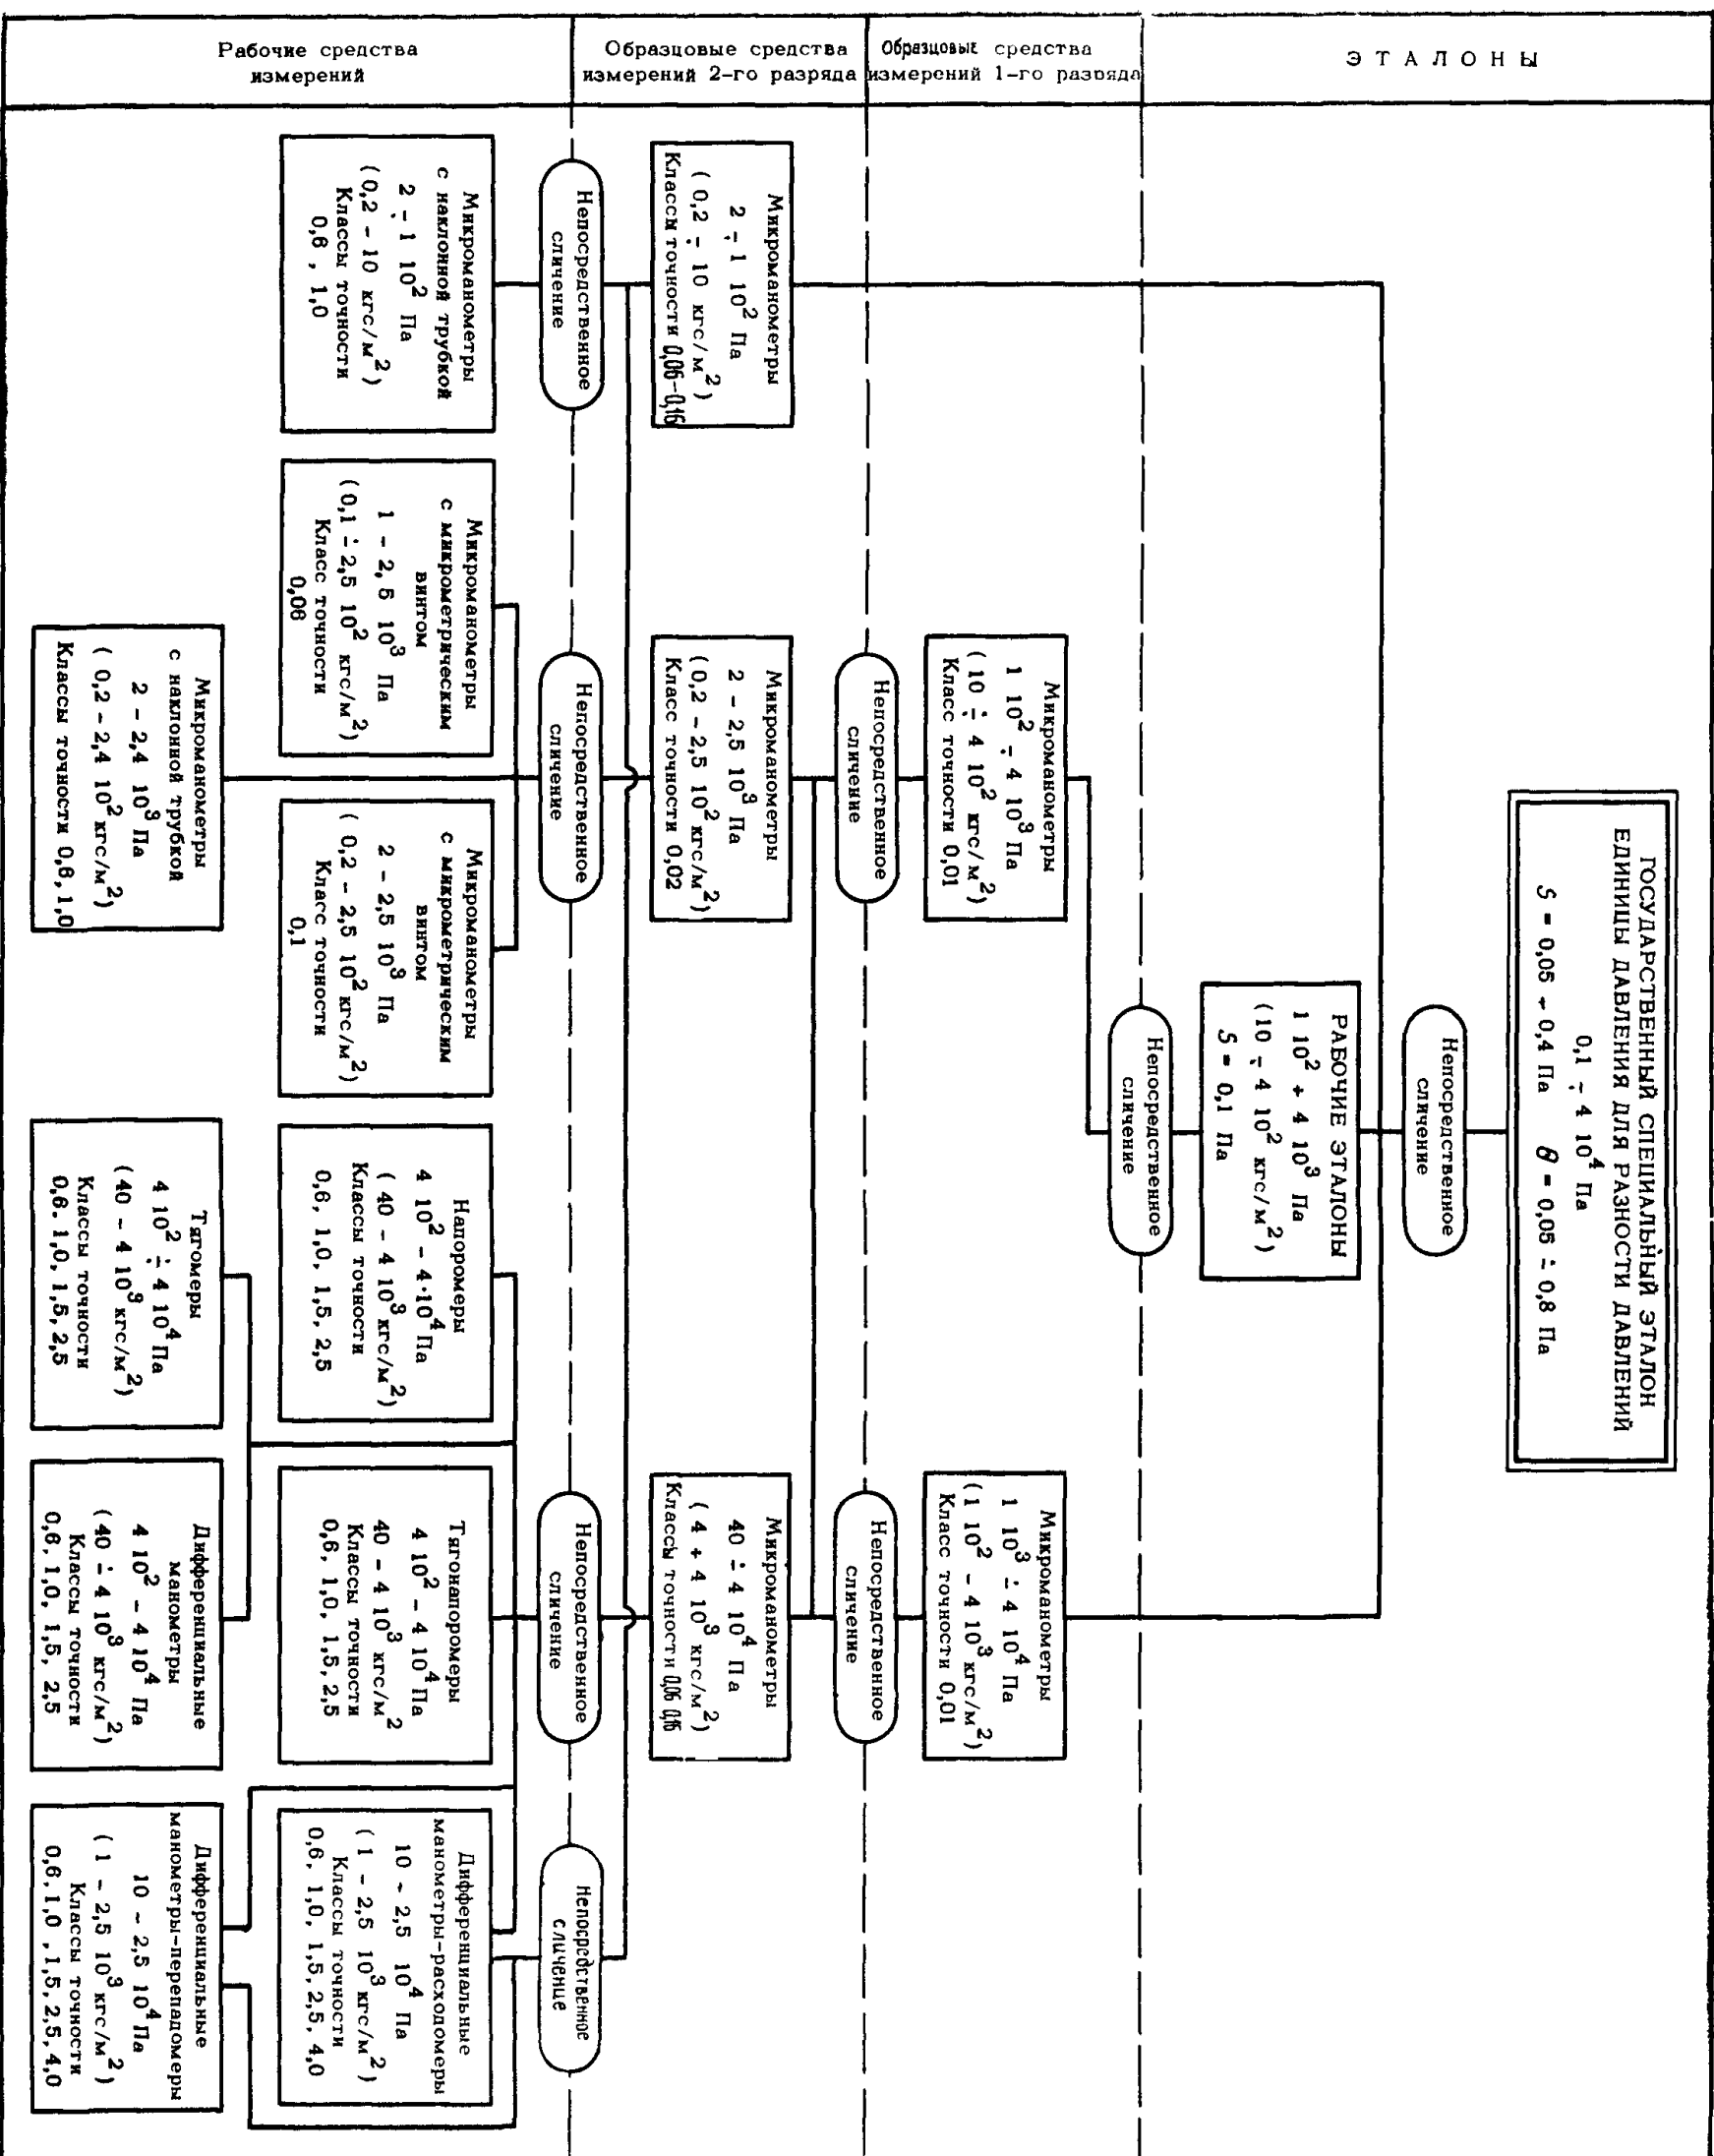 Рабочие средства
измерений
Образцовые средства
измерений 2-го разряда
Образцовые средства
измерений 1-го разряда
ЭТАЛОНЫ
ГОСУДАРСТВЕННЫЙ СПЕЦИАЛЬНЫЙ ЭТАЛОН
ЕДИНИЦЫ ДАВЛЕНИЯ ДЛЯ РАЗНОСТИ ДАВЛЕНИЙ
0,1 ÷ 4 10⁴ Па
S = 0,05 ÷ 0,4 Па θ = 0,05 ÷ 0,8 Па
Непосредственное
сличение
РАБОЧИЕ ЭТАЛОНЫ
1 10² ÷ 4 10³ Па
(10 ÷ 4 10² кгс/м²)
S = 0,1 Па
Непосредственное
сличение
Микроманометры
1 10² ÷ 4 10³ Па
(10 ÷ 4 10² кгс/м²)
Класс точности 0,01
Микроманометры
1 10³ ÷ 4 10⁴ Па
(1 10² - 4 10³ кгс/м²)
Класс точности 0,01
Непосредственное
сличение
Непосредственное
сличение
Микроманометры
2 ÷ 1 10² Па
(0,2 ÷ 10 кгс/м²)
Классы точности 0,06-0,16
Микроманометры
2 - 2,5 10³ Па
(0,2 - 2,5 10² кгс/м²)
Класс точности 0,02
Микроманометры
40 ÷ 4 10⁴ Па
(4 ÷ 4 10³ кгс/м²)
Классы точности 0,06 0,16
Непосредственное
сличение
Непосредственное
сличение
Непосредственное
сличение
Непосредственное
сличение
Микроманометры
с наклонной трубкой
2 ÷ 1 10² Па
(0,2 - 10 кгс/м²)
Классы точности
0,6, 1,0
Микроманометры
с микрометрическим
винтом
1 - 2,5 10³ Па
(0,1 ÷ 2,5 10² кгс/м²)
Класс точности
0,06
Микроманометры
с микрометрическим
винтом
2 - 2,5 10³ Па
(0,2 - 2,5 10² кгс/м²)
Класс точности
0,1
Напоромеры
4 10² - 4·10⁴ Па
(40 - 4 10³ кгс/м²)
Классы точности
0,6, 1,0, 1,5, 2,5
Тягонапоромеры
4 10² - 4 10⁴ Па
40 - 4 10³ кгс/м²
Классы точности
0,6, 1,0, 1,5, 2,5
Дифференциальные
манометры-расходомеры
10 - 2,5 10⁴ Па
(1 - 2,5 10³ кгс/м²)
Классы точности
0,6, 1,0, 1,5, 2,5, 4,0
Микроманометры
с наклонной трубкой
2 - 2,4 10³ Па
(0,2 - 2,4 10² кгс/м²)
Классы точности 0,6, 1,0
Тягомеры
4 10² ÷ 4 10⁴ Па
(40 - 4 10³ кгс/м²)
Классы точности
0,6. 1,0, 1,5, 2,5
Дифференциальные
манометры
4 10² - 4 10⁴ Па
(40 ÷ 4 10³ кгс/м²)
Классы точности
0,6, 1,0, 1,5, 2,5
Дифференциальные
манометры-перепадомеры
10 - 2,5 10⁴ Па
(1 - 2,5 10³ кгс/м²)
Классы точности
0,6, 1,0, 1,5, 2,5, 4,0